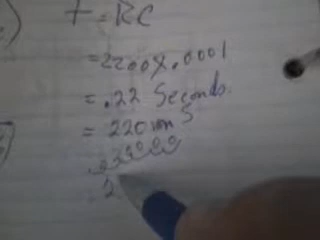 t = RC
= 2200 x .0001
= .22 Seconds.
= 220 ms